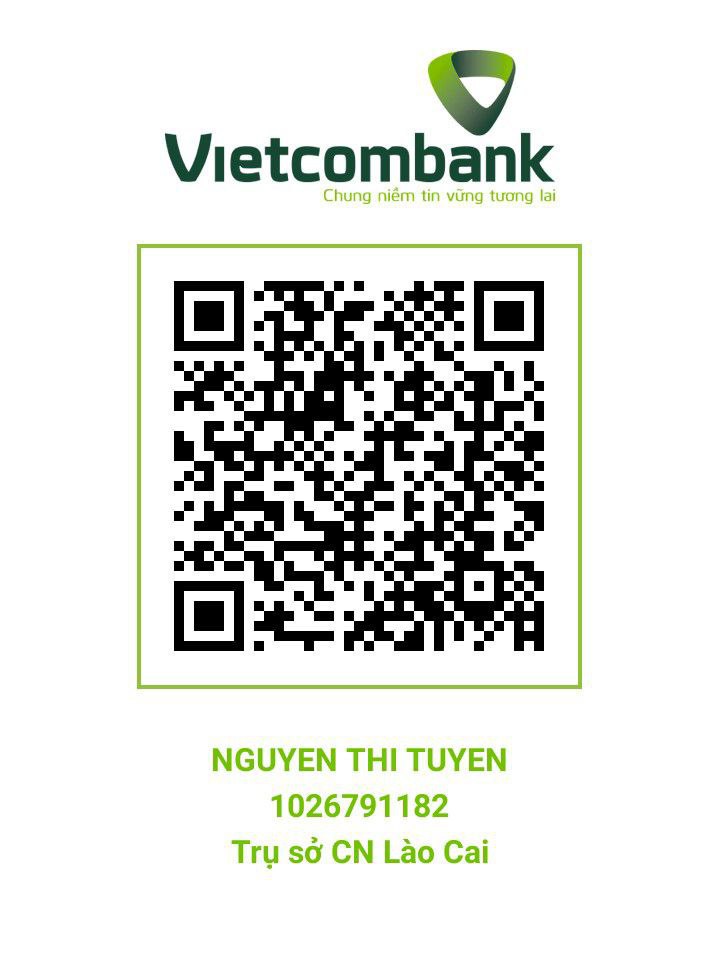 Vietcombank
Chung niềm tin vững tương lai
NGUYEN THI TUYEN
1026791182
Trụ sở CN Lào Cai